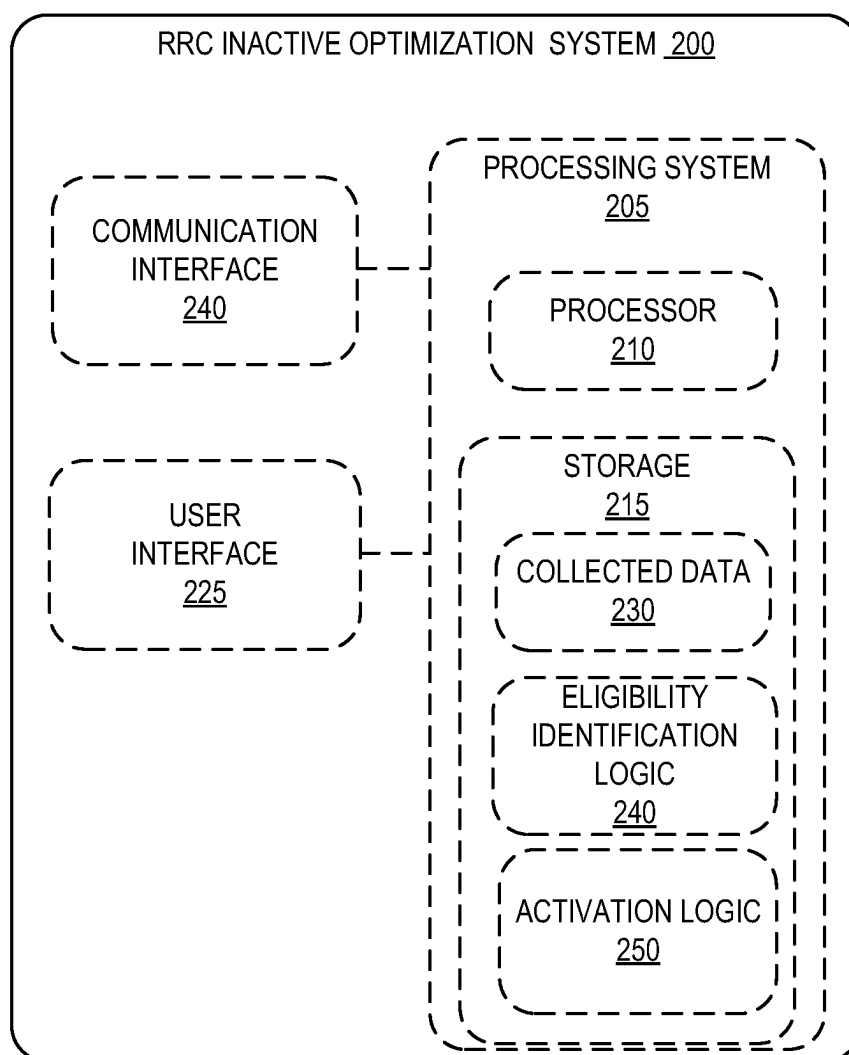 RRC INACTIVE OPTIMIZATION SYSTEM 200
COMMUNICATION
INTERFACE
240
USER
INTERFACE
225
PROCESSING SYSTEM
205
PROCESSOR
210
STORAGE
215
COLLECTED DATA
230
ELIGIBILITY
IDENTIFICATION
LOGIC
240
ACTIVATION LOGIC
250